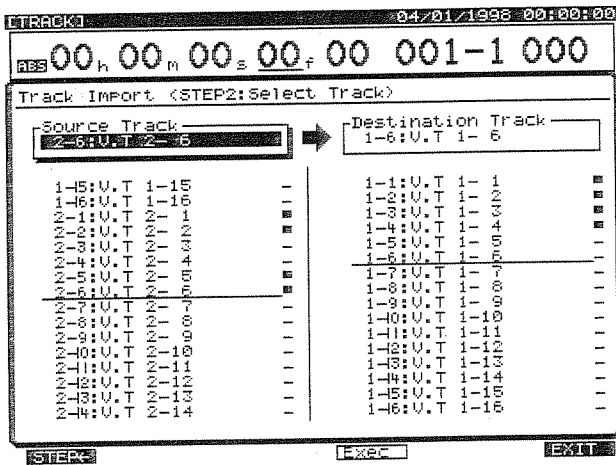 [TRACK] 04/01/1998 00:00:00
ABS 00h 00m 00s 00f 00 001-1 000
Track Import (STEP2:Select Track)
Source Track
2-6:V.T 2- 6
Destination Track
1-6:V.T 1- 6
1-15:V.T 1-15 -
1-16:V.T 1-16 -
2-1:V.T 2- 1
2-2:V.T 2- 2
2-3:V.T 2- 3 -
2-4:V.T 2- 4 -
2-5:V.T 2- 5
2-6:V.T 2- 6
2-7:V.T 2- 7 -
2-8:V.T 2- 8 -
2-9:V.T 2- 9 -
2-10:V.T 2-10 -
2-11:V.T 2-11 -
2-12:V.T 2-12 -
2-13:V.T 2-13 -
2-14:V.T 2-14 -
1-1:V.T 1- 1
1-2:V.T 1- 2
1-3:V.T 1- 3
1-4:V.T 1- 4
1-5:V.T 1- 5 -
1-6:V.T 1- 6 -
1-7:V.T 1- 7 -
1-8:V.T 1- 8 -
1-9:V.T 1- 9 -
1-10:V.T 1-10 -
1-11:V.T 1-11 -
1-12:V.T 1-12 -
1-13:V.T 1-13 -
1-14:V.T 1-14 -
1-15:V.T 1-15 -
1-16:V.T 1-16 -
STEP← Exec EXIT